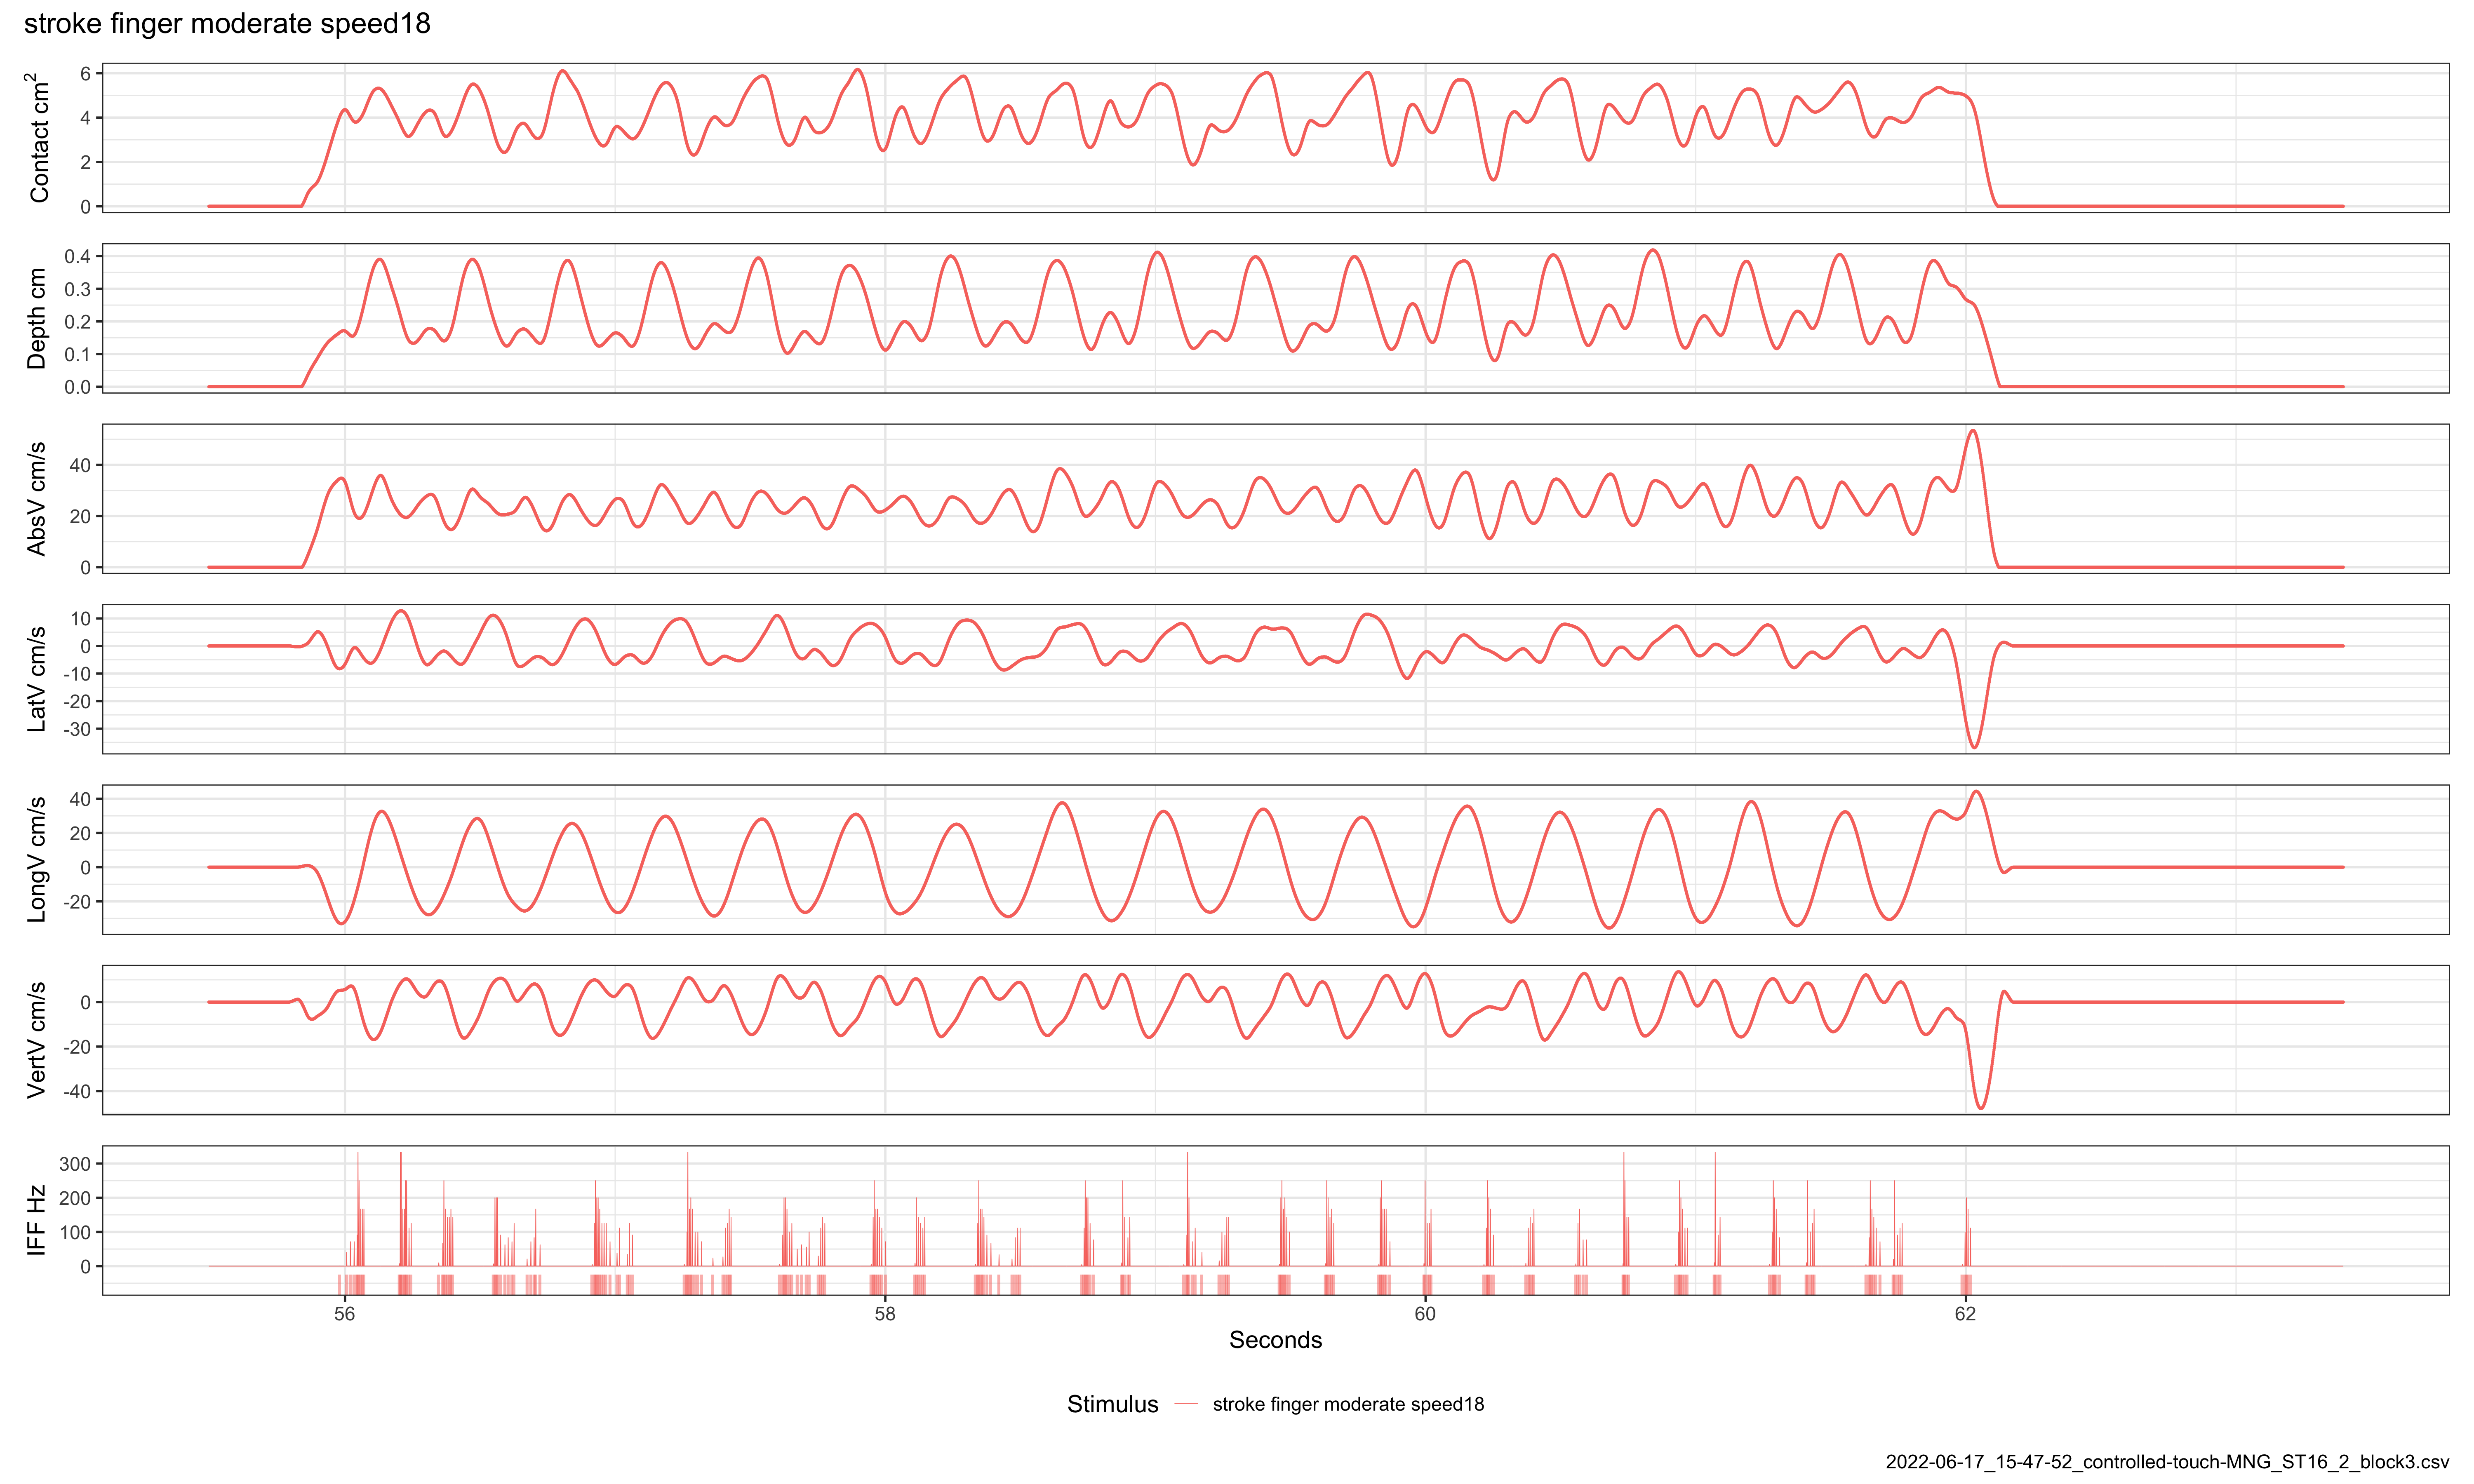 stroke finger moderate speed18
Contact cm²
6
4
2
0
Depth cm
0.4
0.3
0.2
0.1
0.0
AbsV cm/s
40
20
0
LatV cm/s
10
0
-10
-20
-30
LongV cm/s
40
20
0
-20
VertV cm/s
0
-20
-40
IFF Hz
300
200
100
0
56 58 60 62
Seconds
Stimulus stroke finger moderate speed18
2022-06-17_15-47-52_controlled-touch-MNG_ST16_2_block3.csv